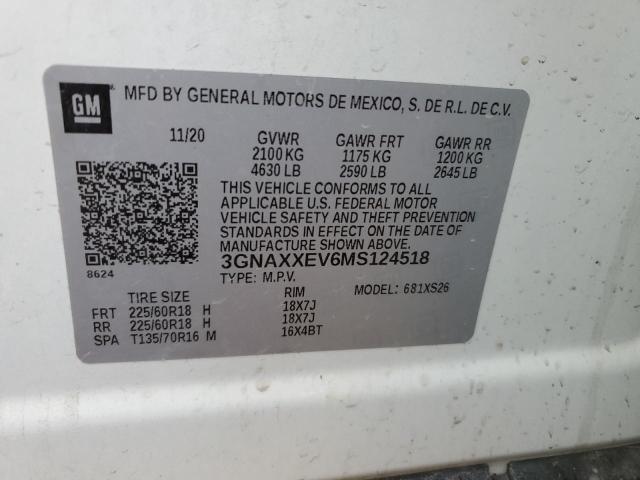 GM
MFD BY GENERAL MOTORS DE MEXICO, S. DE R.L. DE C.V.
11/20 GVWR GAWR FRT GAWR RR
2100 KG 1175 KG 1200 KG
4630 LB 2590 LB 2645 LB
THIS VEHICLE CONFORMS TO ALL
APPLICABLE U.S. FEDERAL MOTOR
VEHICLE SAFETY AND THEFT PREVENTION
STANDARDS IN EFFECT ON THE DATE OF
MANUFACTURE SHOWN ABOVE.
8624
3GNAXXEV6MS124518
TYPE: M.P.V. MODEL: 681XS26
TIRE SIZE RIM
FRT 225/60R18 H 18X7J
RR 225/60R18 H 18X7J
SPA T135/70R16 M 16X4BT